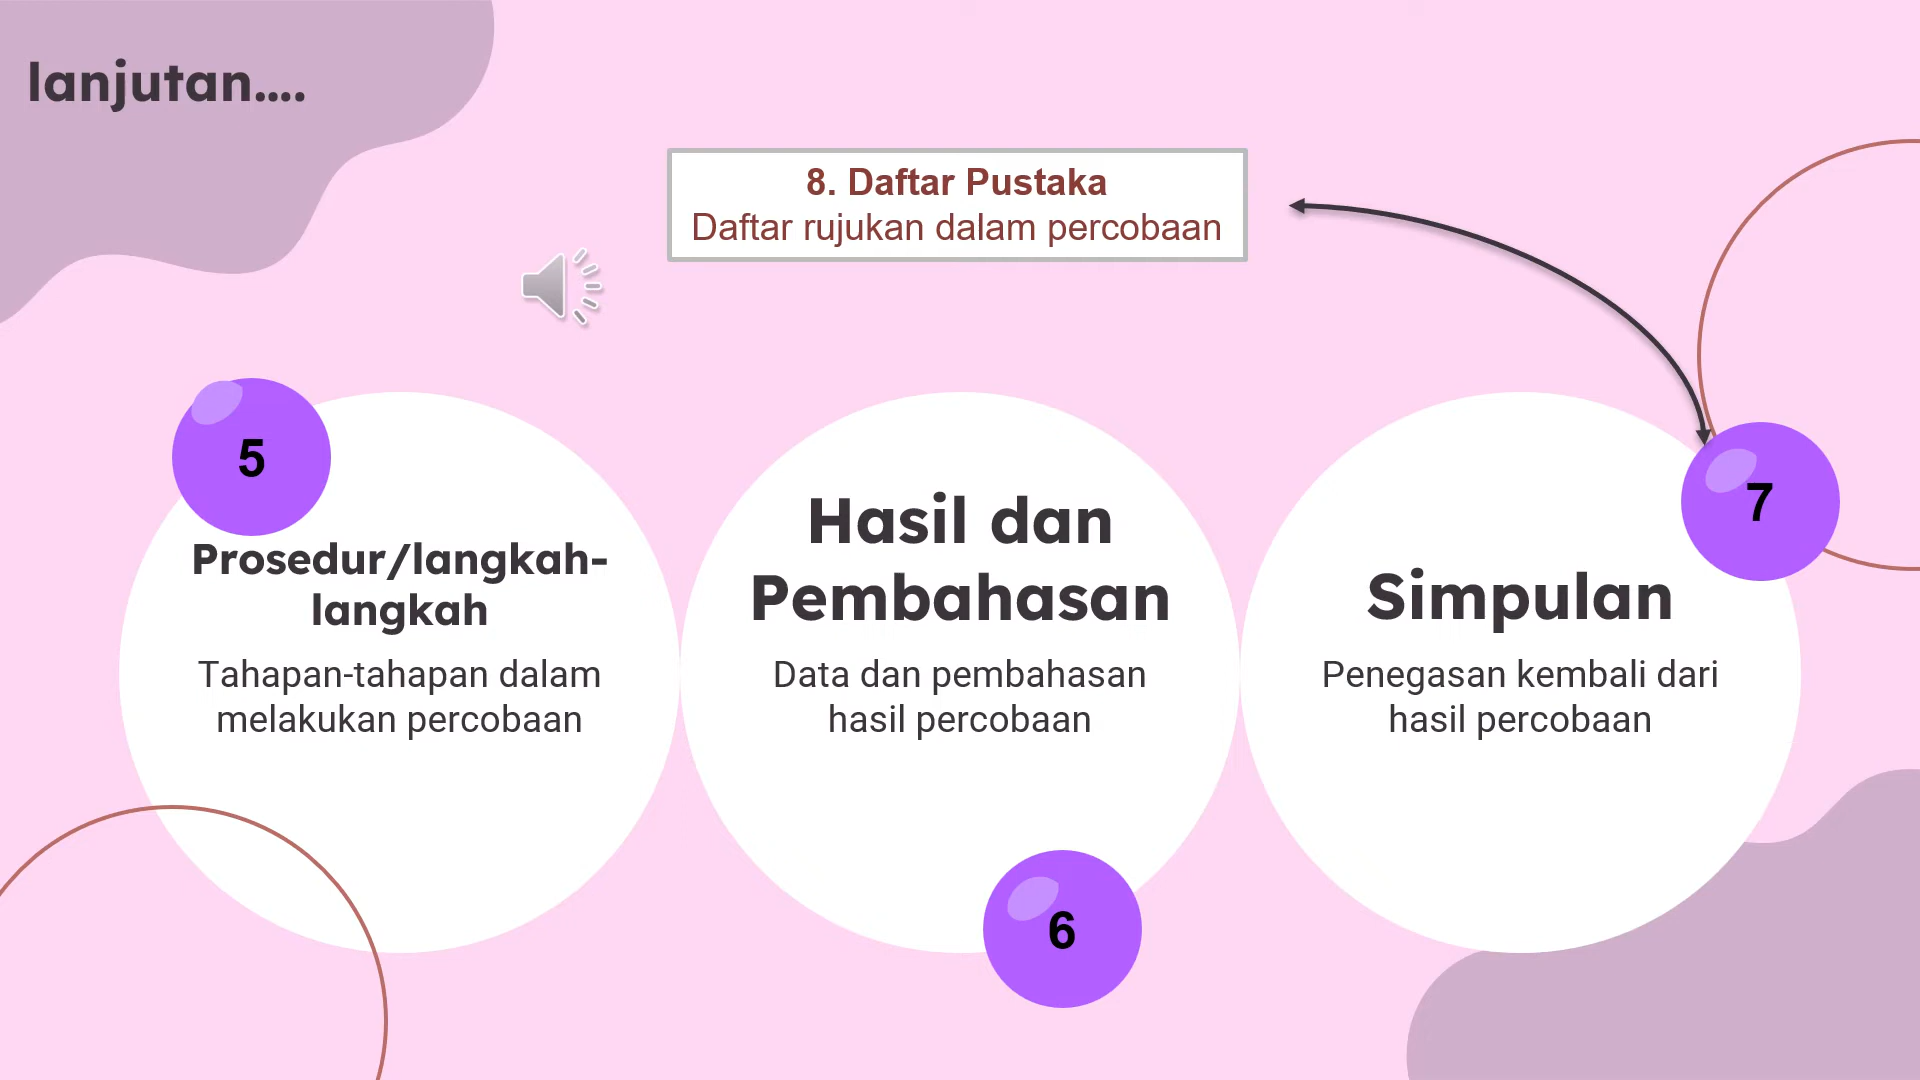 lanjutan....
8. Daftar Pustaka
Daftar rujukan dalam percobaan
5
Prosedur/langkah-
langkah
Tahapan-tahapan dalam
melakukan percobaan
Hasil dan
Pembahasan
Data dan pembahasan
hasil percobaan
6
7
Simpulan
Penegasan kembali dari
hasil percobaan